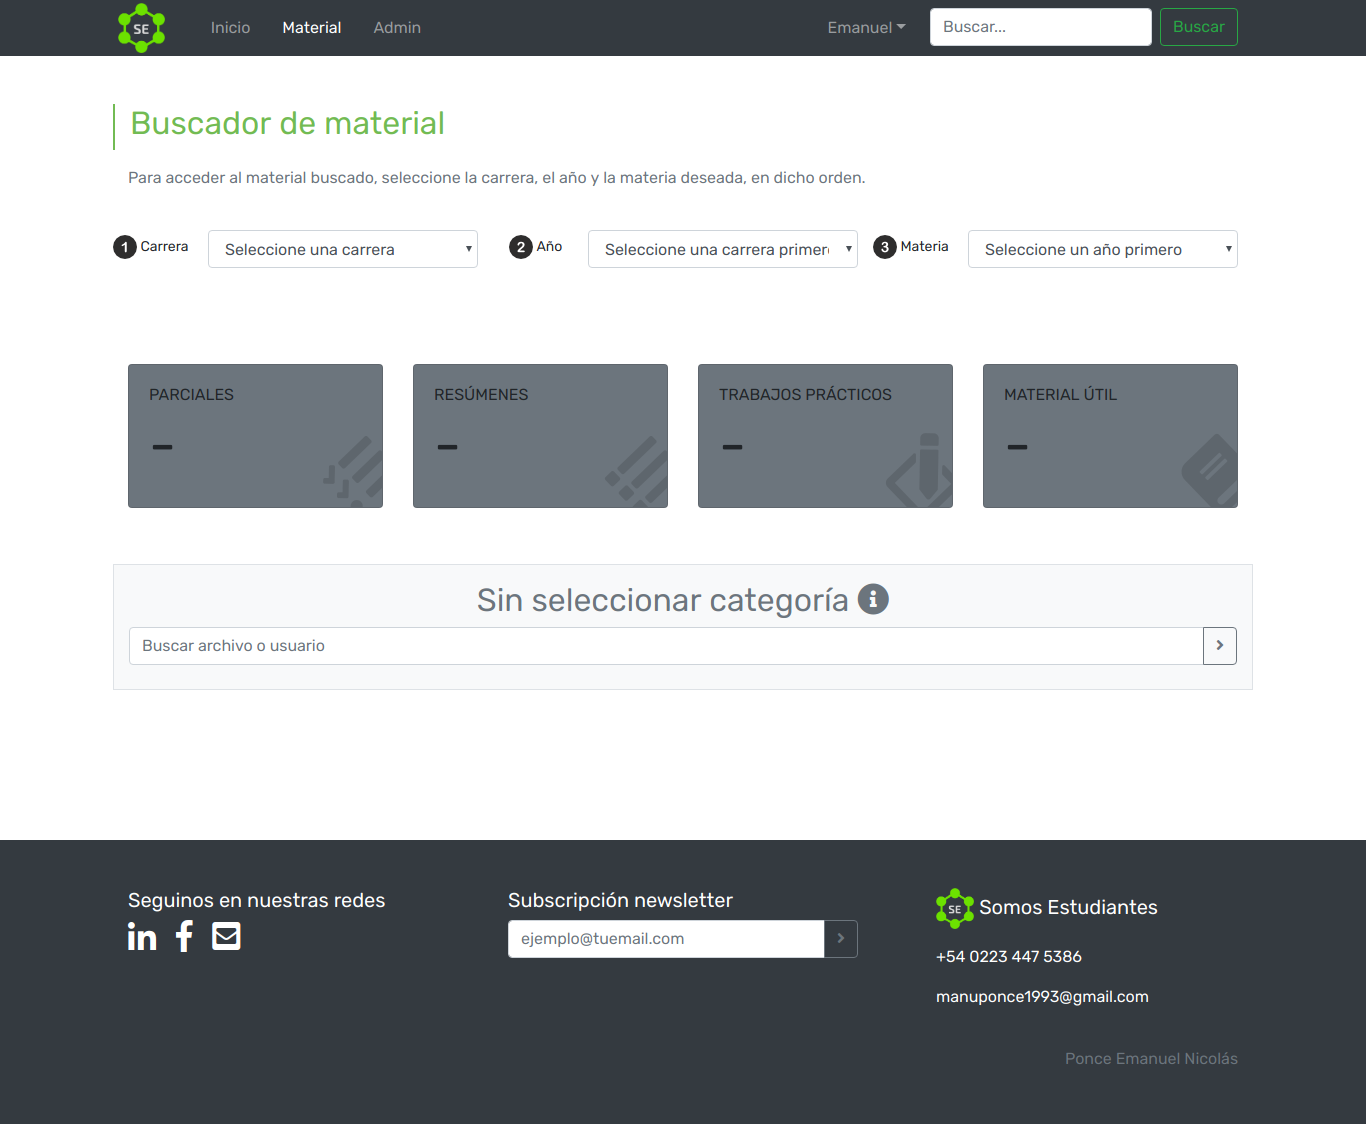 SE
Inicio
Material
Admin
Emanuel
Buscar...
Buscar
Buscador de material
Para acceder al material buscado, seleccione la carrera, el año y la materia deseada, en dicho orden.
1 Carrera
Seleccione una carrera
2 Año
Seleccione una carrera primero
3 Materia
Seleccione un año primero
PARCIALES
–
RESÚMENES
–
TRABAJOS PRÁCTICOS
–
MATERIAL ÚTIL
–
Sin seleccionar categoría
Buscar archivo o usuario
Seguinos en nuestras redes
Subscripción newsletter
ejemplo@tuemail.com
SE Somos Estudiantes
+54 0223 447 5386
manuponce1993@gmail.com
Ponce Emanuel Nicolás